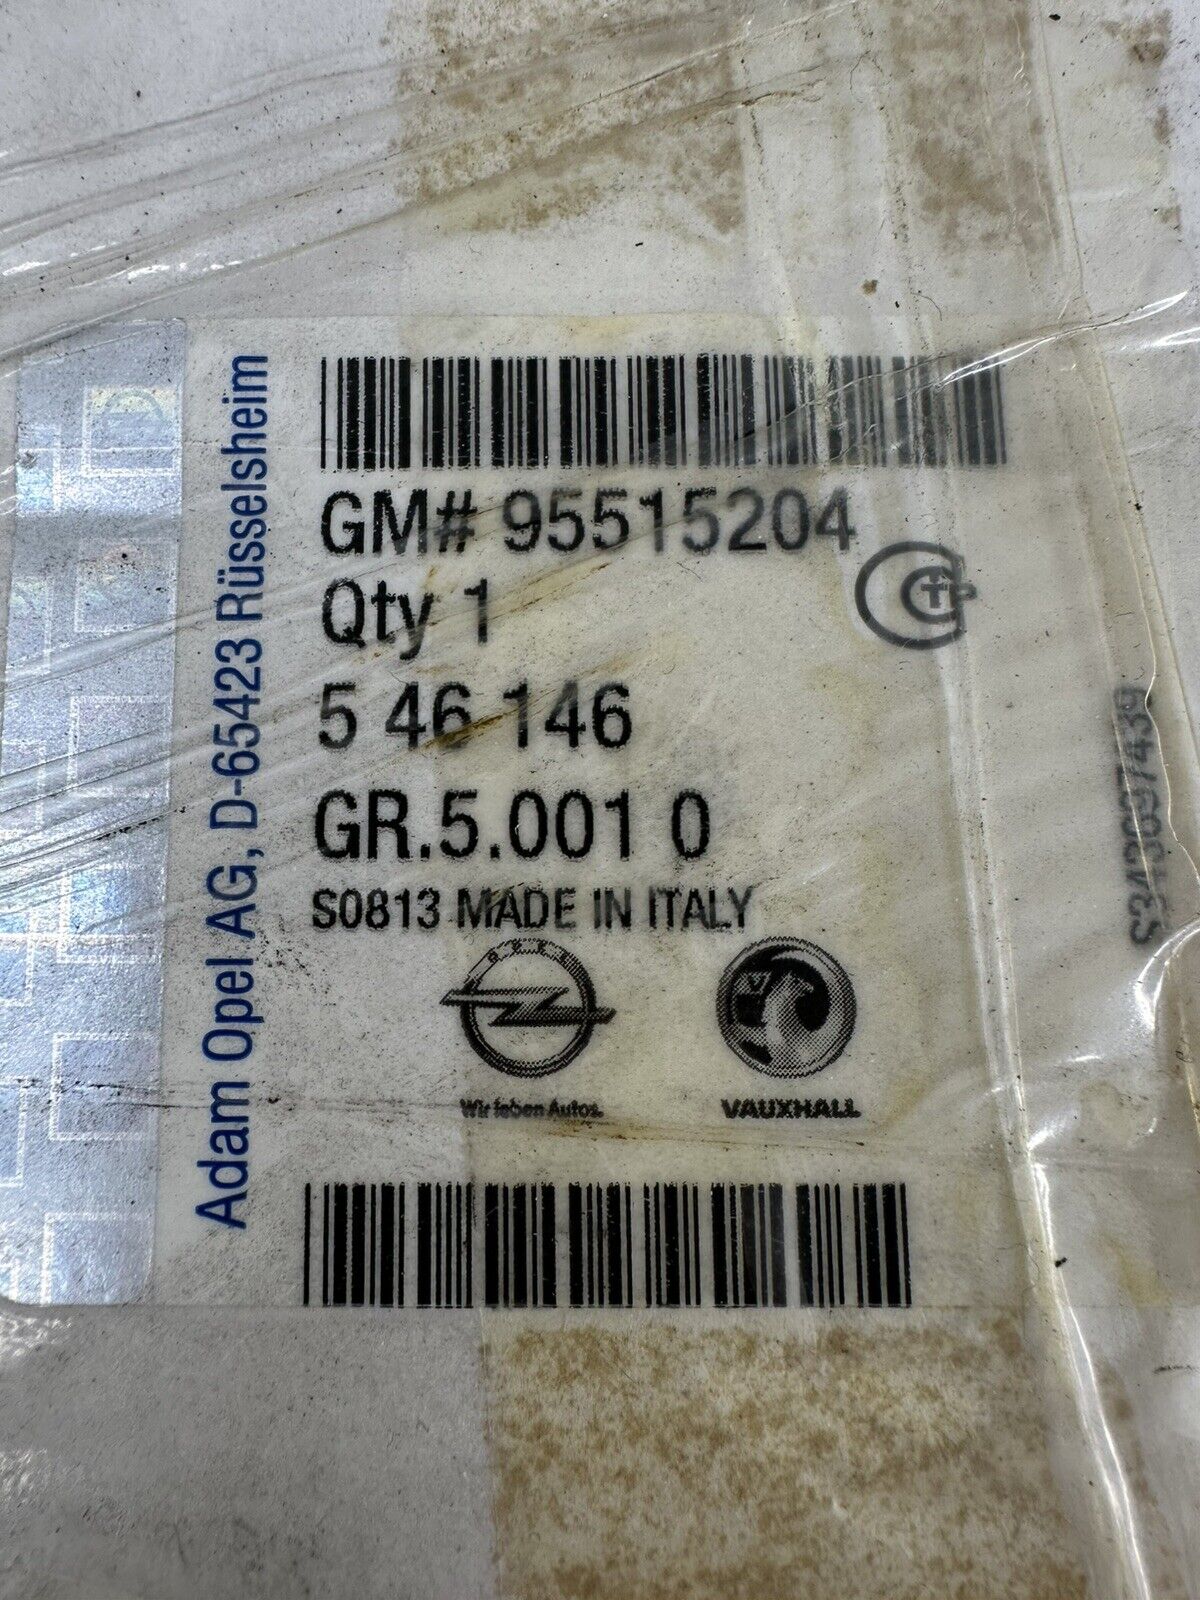 Adam Opel AG, D-65423 Rüsselsheim
GM# 95515204
Qty 1
5 46 146
GR.5.001 0
S0813 MADE IN ITALY
OPEL
Wir leben Autos.
VAUXHALL